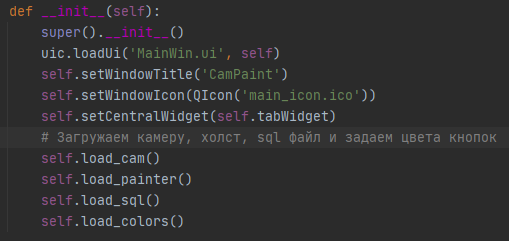 def __init__(self):
super().__init__()
uic.loadUi('MainWin.ui', self)
self.setWindowTitle('CamPaint')
self.setWindowIcon(QIcon('main_icon.ico'))
self.setCentralWidget(self.tabWidget)
# Загружаем камеру, холст, sql файл и задаем цвета кнопок
self.load_cam()
self.load_painter()
self.load_sql()
self.load_colors()